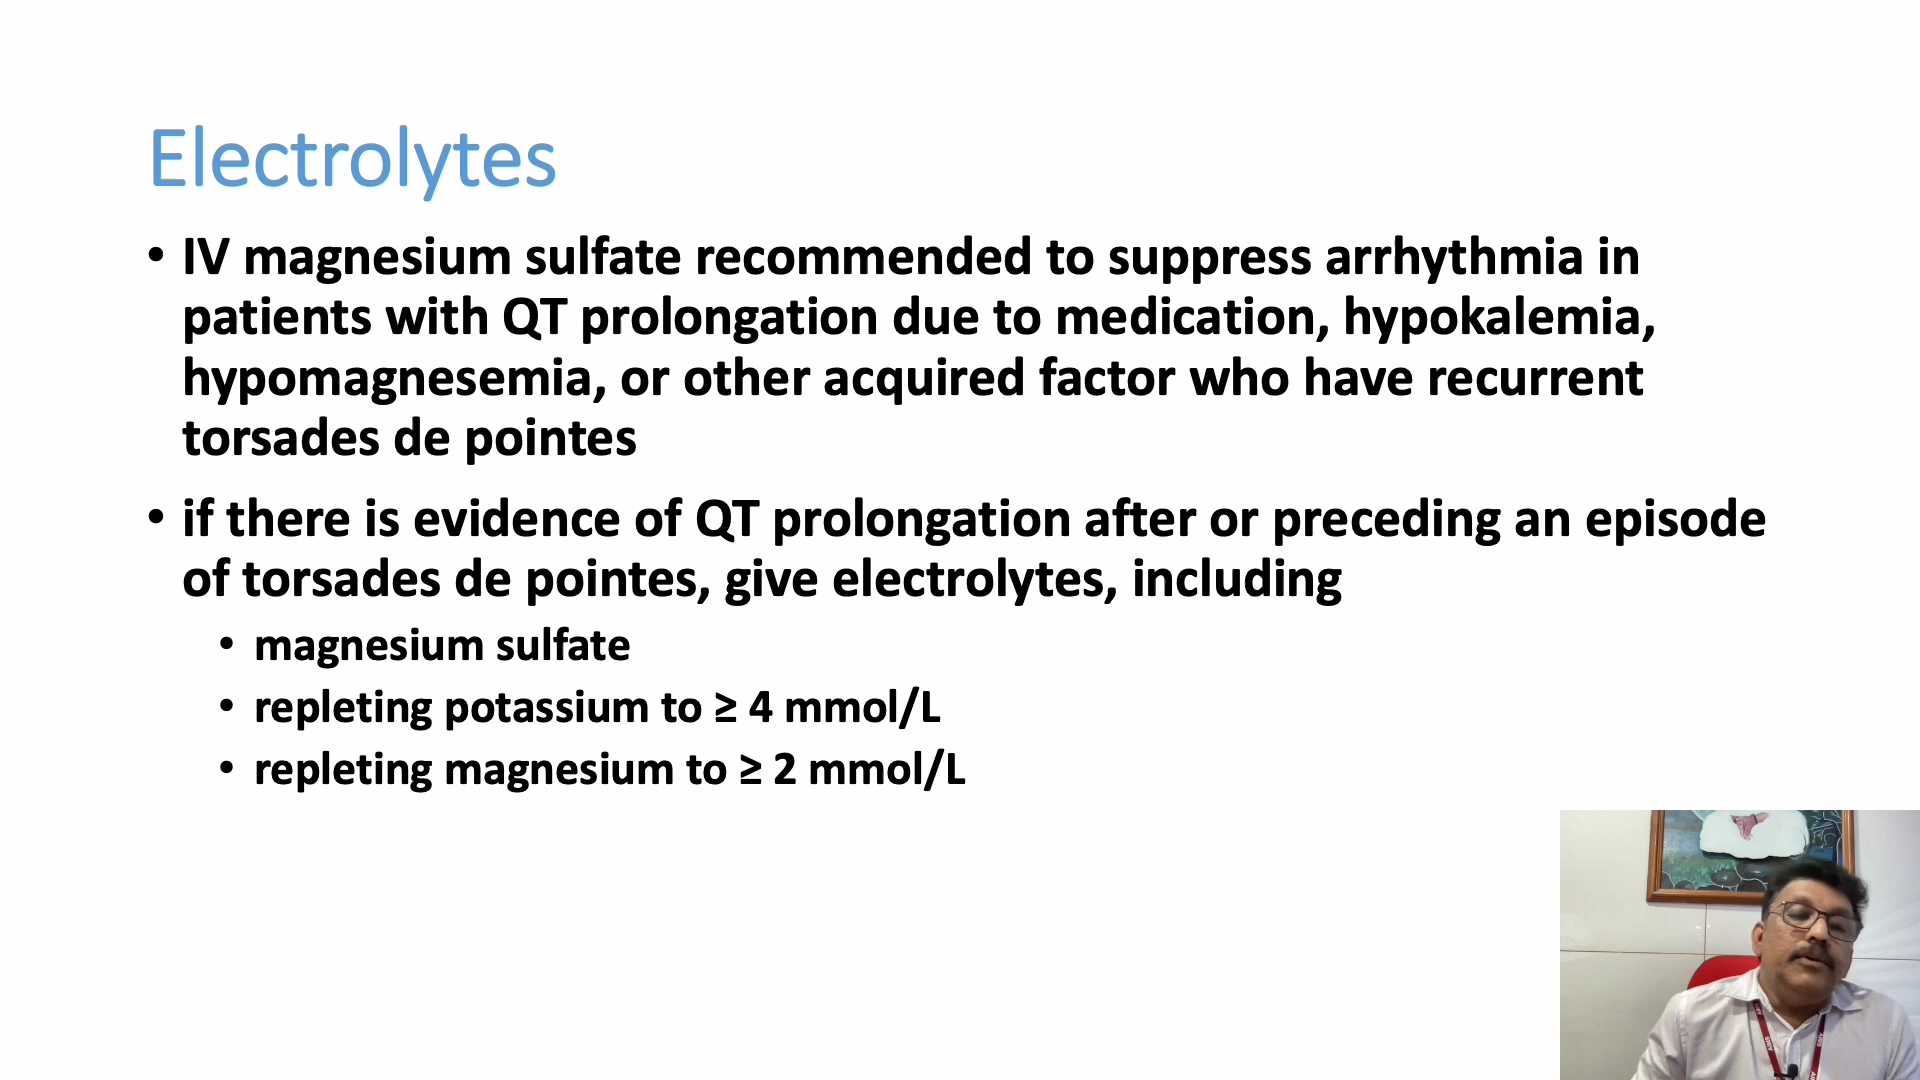 Electrolytes
• IV magnesium sulfate recommended to suppress arrhythmia in
patients with QT prolongation due to medication, hypokalemia,
hypomagnesemia, or other acquired factor who have recurrent
torsades de pointes
• if there is evidence of QT prolongation after or preceding an episode
of torsades de pointes, give electrolytes, including
• magnesium sulfate
• repleting potassium to ≥ 4 mmol/L
• repleting magnesium to ≥ 2 mmol/L